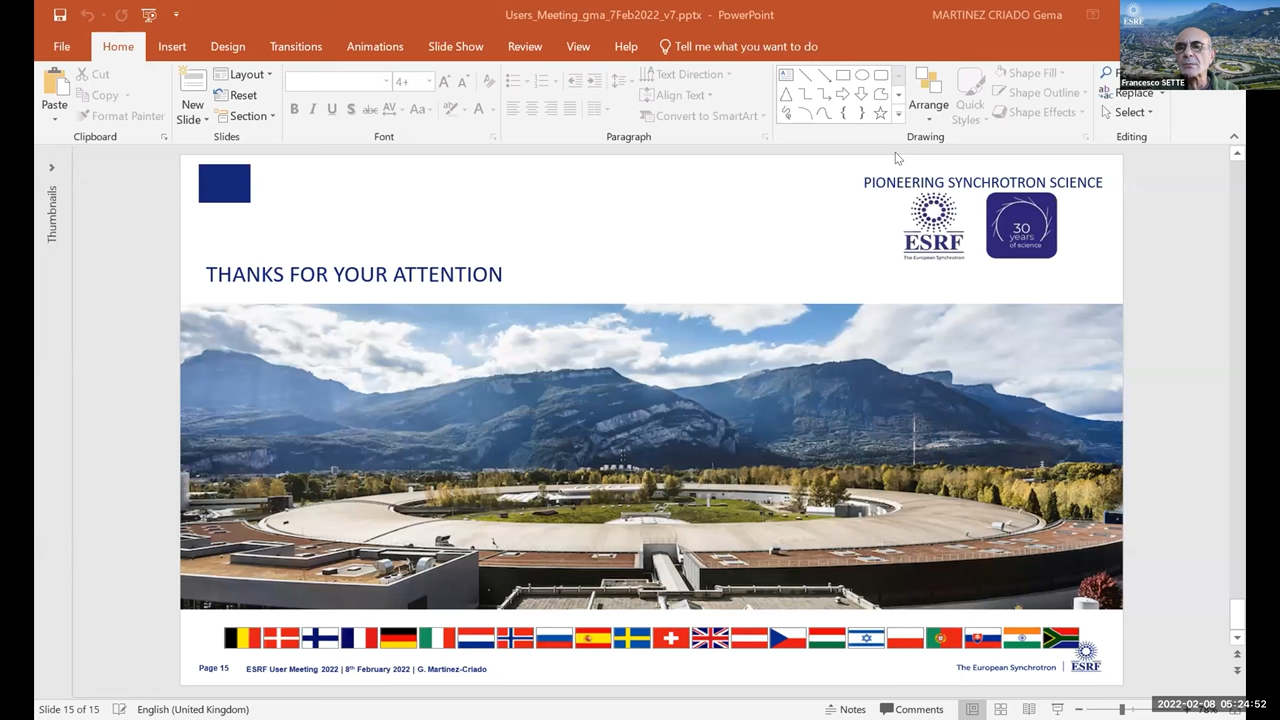 Users_Meeting_gma_7Feb2022_v7.pptx - PowerPoint
MARTINEZ CRIADO Gema
ESRF
Francesco SETTE
File Home Insert Design Transitions Animations Slide Show Review View Help Tell me what you want to do
Paste
Cut
Copy
Format Painter
Clipboard
New
Slide
Layout
Reset
Section
Slides
4+
Font
Text Direction
Align Text
Convert to SmartArt
Paragraph
Arrange
Quick
Styles
Shape Fill
Shape Outline
Shape Effects
Drawing
Replace
Select
Editing
Thumbnails
PIONEERING SYNCHROTRON SCIENCE
ESRF
The European Synchrotron
30
years
of science
THANKS FOR YOUR ATTENTION
Page 15
ESRF User Meeting 2022 | 8th February 2022 | G. Martínez-Criado
The European Synchrotron
ESRF
Slide 15 of 15
English (United Kingdom)
Notes
Comments
2022-02-08 05:24:52